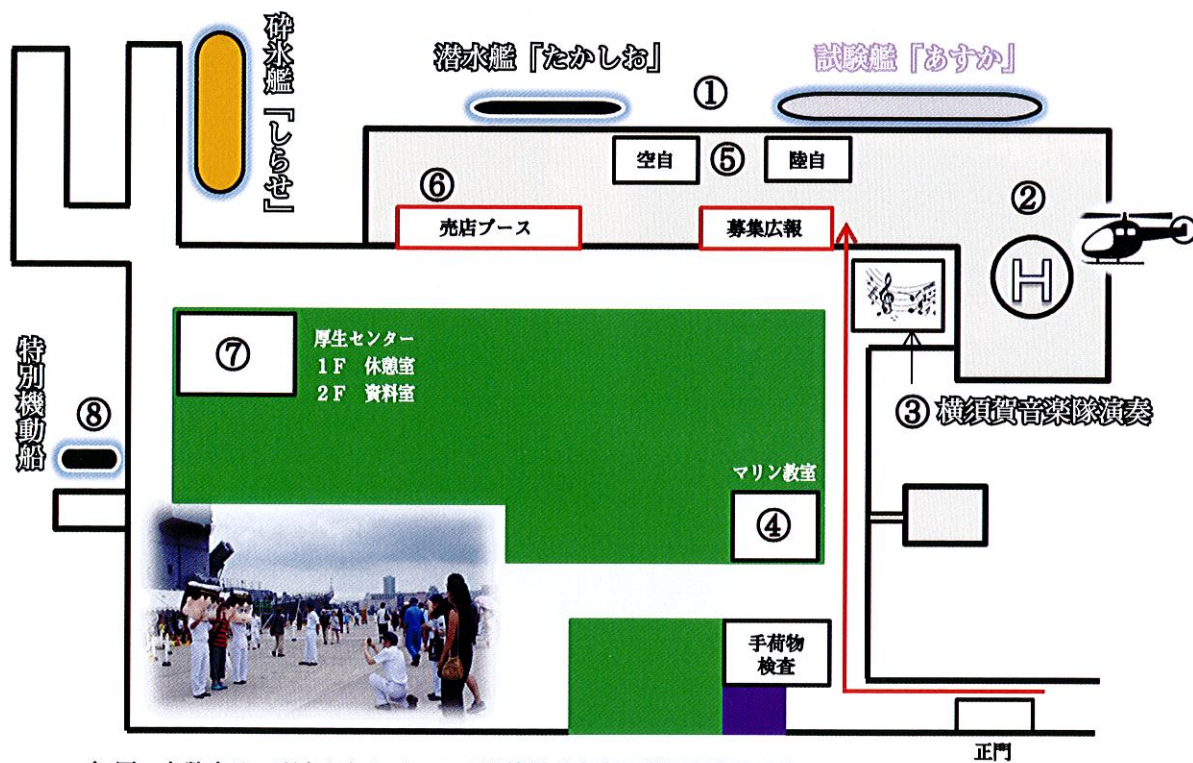 砕氷艦『しらせ』
潜水艦『たかしお』
試験艦『あすか』
①
空自
⑤
陸自
⑥
②
売店ブース
募集広報
H
⑦
厚生センター
1F 休憩室
2F 資料室
特別機動船
⑧
③ 横須賀音楽隊演奏
マリン教室
④
手荷物
検査
正門